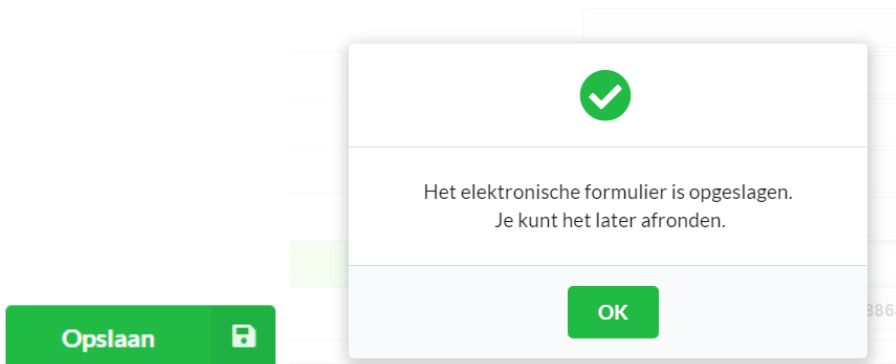 Het elektronische formulier is opgeslagen.
Je kunt het later afronden.
OK
Opslaan